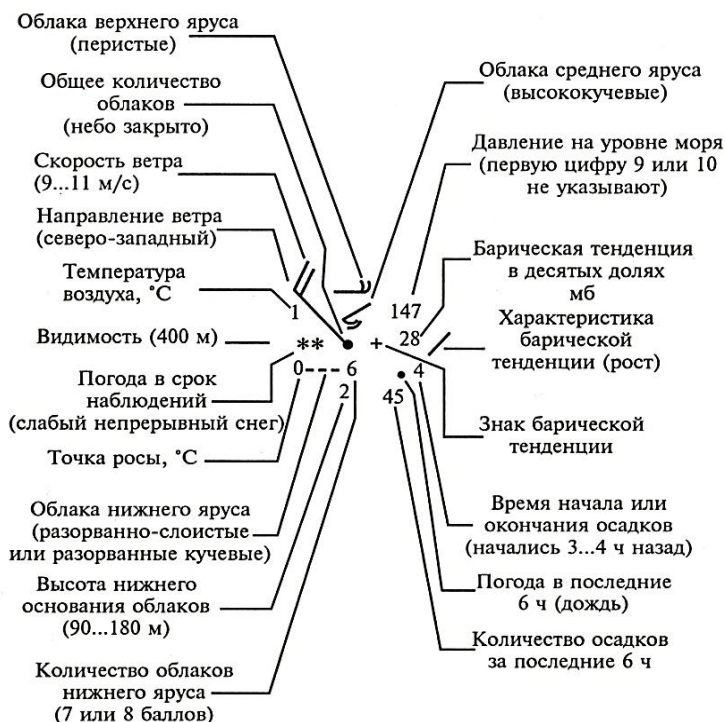 Облака верхнего яруса
(перистые)
Общее количество
облаков
(небо закрыто)
Скорость ветра
(9...11 м/с)
Направление ветра
(северо-западный)
Температура
воздуха, °С
Видимость (400 м)
Погода в срок
наблюдений
(слабый непрерывный снег)
Точка росы, °С
Облака нижнего яруса
(разорванно-слоистые
или разорванные кучевые)
Высота нижнего
основания облаков
(90...180 м)
Количество облаков
нижнего яруса
(7 или 8 баллов)
1
147
** + 28
0 --- 6 4
2 45
Облака среднего яруса
(высококучевые)
Давление на уровне моря
(первую цифру 9 или 10
не указывают)
Барическая тенденция
в десятых долях
мб
Характеристика
барической
тенденции (рост)
Знак барической
тенденции
Время начала или
окончания осадков
(начались 3...4 ч назад)
Погода в последние
6 ч (дождь)
Количество осадков
за последние 6 ч